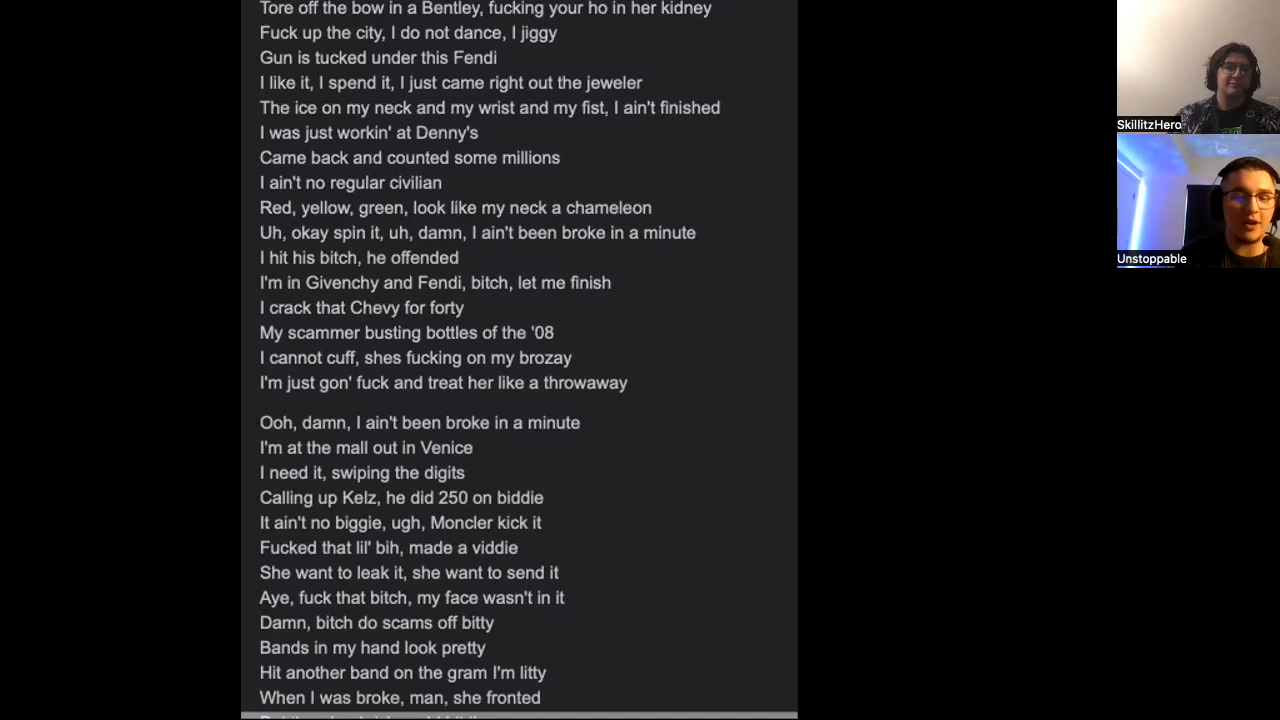 Tore off the bow in a Bentley, fucking your ho in her kidney
Fuck up the city, I do not dance, I jiggy
Gun is tucked under this Fendi
I like it, I spend it, I just came right out the jeweler
The ice on my neck and my wrist and my fist, I ain't finished
I was just workin' at Denny's
Came back and counted some millions
I ain't no regular civilian
Red, yellow, green, look like my neck a chameleon
Uh, okay spin it, uh, damn, I ain't been broke in a minute
I hit his bitch, he offended
I'm in Givenchy and Fendi, bitch, let me finish
I crack that Chevy for forty
My scammer busting bottles of the '08
I cannot cuff, shes fucking on my brozay
I'm just gon' fuck and treat her like a throwaway
Ooh, damn, I ain't been broke in a minute
I'm at the mall out in Venice
I need it, swiping the digits
Calling up Kelz, he did 250 on biddie
It ain't no biggie, ugh, Moncler kick it
Fucked that lil' bih, made a viddie
She want to leak it, she want to send it
Aye, fuck that bitch, my face wasn't in it
Damn, bitch do scams off bitty
Bands in my hand look pretty
Hit another band on the gram I'm litty
When I was broke, man, she fronted
SkillitzHero
Unstoppable